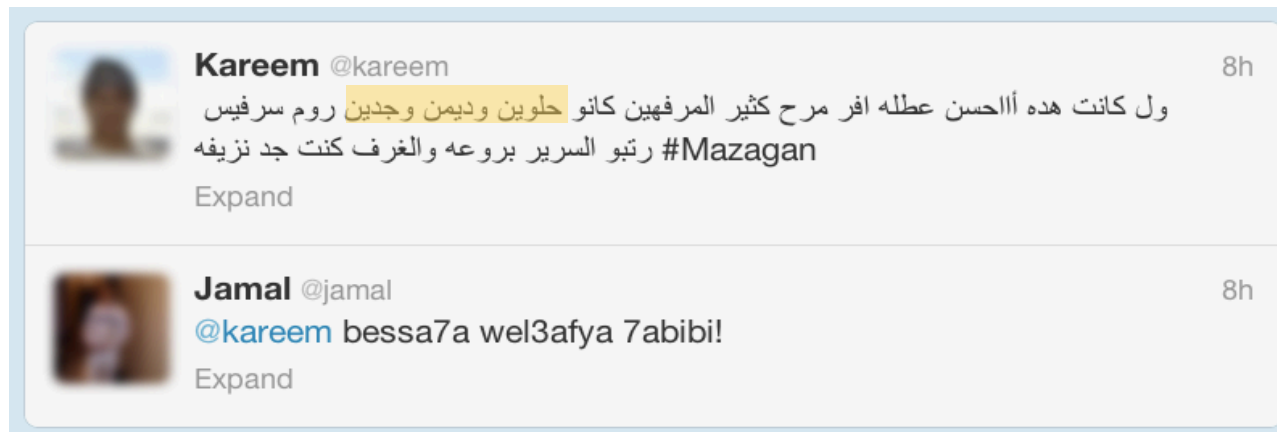 Kareem @kareem 8h
ول كانت هده أااحسن عطله افر مرح كثير المرفهين كانو حلوين وديمن وجدين روم سرفيس
رتبو السرير بروعه والغرف كنت جد نزيفه #Mazagan
Expand
Jamal @jamal 8h
@kareem bessa7a wel3afya 7abibi!
Expand